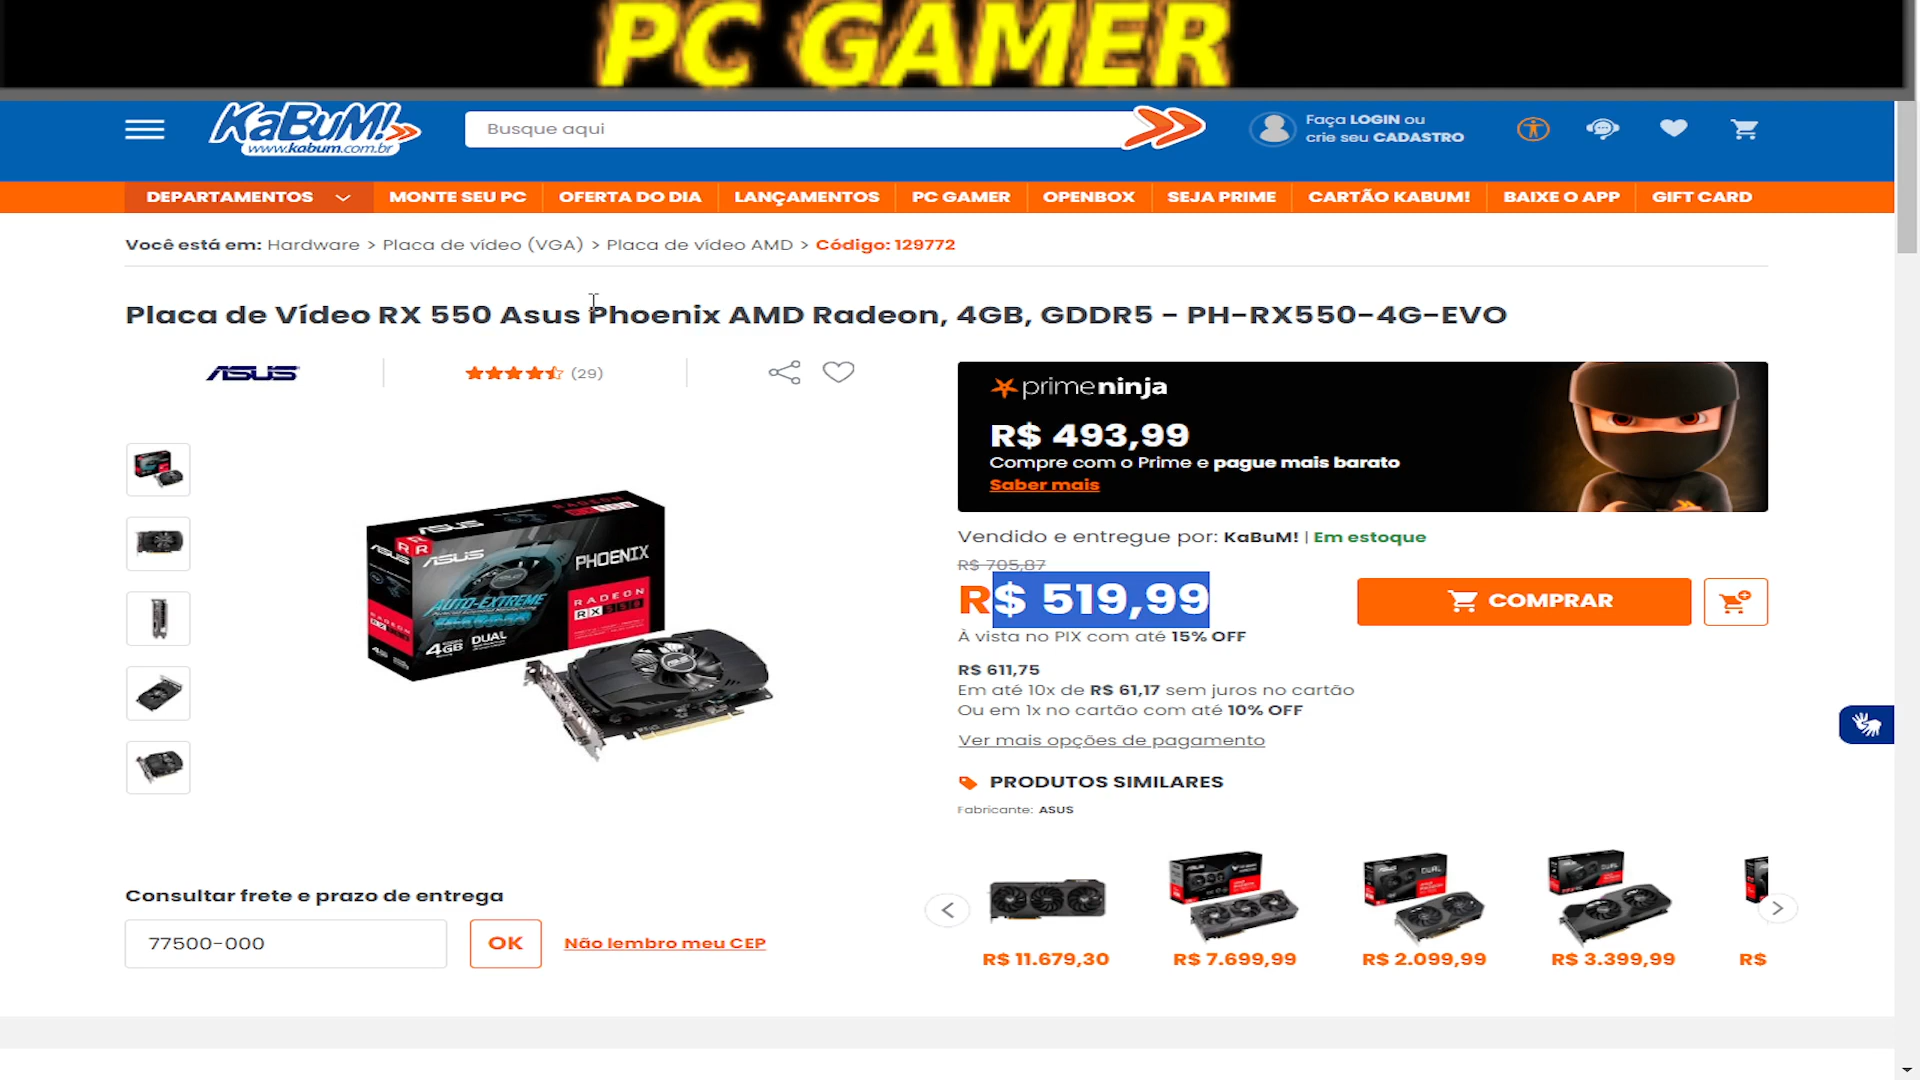 PC GAMER
KaBuM!
www.kabum.com.br
Busque aqui
Faça LOGIN ou
crie seu CADASTRO
DEPARTAMENTOS
MONTE SEU PC
OFERTA DO DIA
LANÇAMENTOS
PC GAMER
OPENBOX
SEJA PRIME
CARTÃO KABUM!
BAIXE O APP
GIFT CARD
Você está em: Hardware > Placa de vídeo (VGA) > Placa de vídeo AMD > Código: 129772
Placa de Vídeo RX 550 Asus Phoenix AMD Radeon, 4GB, GDDR5 - PH-RX550-4G-EVO
ASUS
(29)
primeninja
R$ 493,99
Compre com o Prime e pague mais barato
Saber mais
ASUS
PHOENIX
AUTO-EXTREME
RADEON
RX 550
DUAL
4GB
Vendido e entregue por: KaBuM! | Em estoque
R$ 705,87
R$ 519,99
COMPRAR
À vista no PIX com até 15% OFF
R$ 611,75
Em até 10x de R$ 61,17 sem juros no cartão
Ou em 1x no cartão com até 10% OFF
Ver mais opções de pagamento
PRODUTOS SIMILARES
Fabricante: ASUS
Consultar frete e prazo de entrega
77500-000
OK
Não lembro meu CEP
R$ 11.679,30
R$ 7.699,99
R$ 2.099,99
R$ 3.399,99
R$